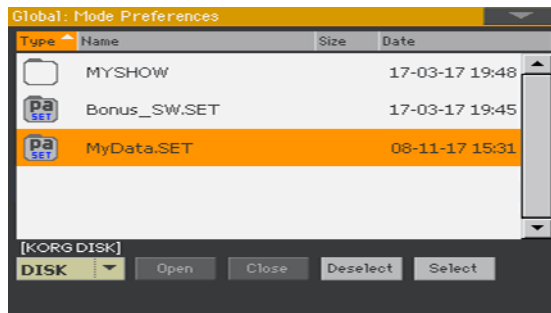 Global: Mode Preferences
Type Name Size Date
MYSHOW 17-03-17 19:48
pa SET Bonus_SW.SET 17-03-17 19:45
pa SET MyData.SET 08-11-17 15:31
[KORG DISK]
DISK Open Close Deselect Select